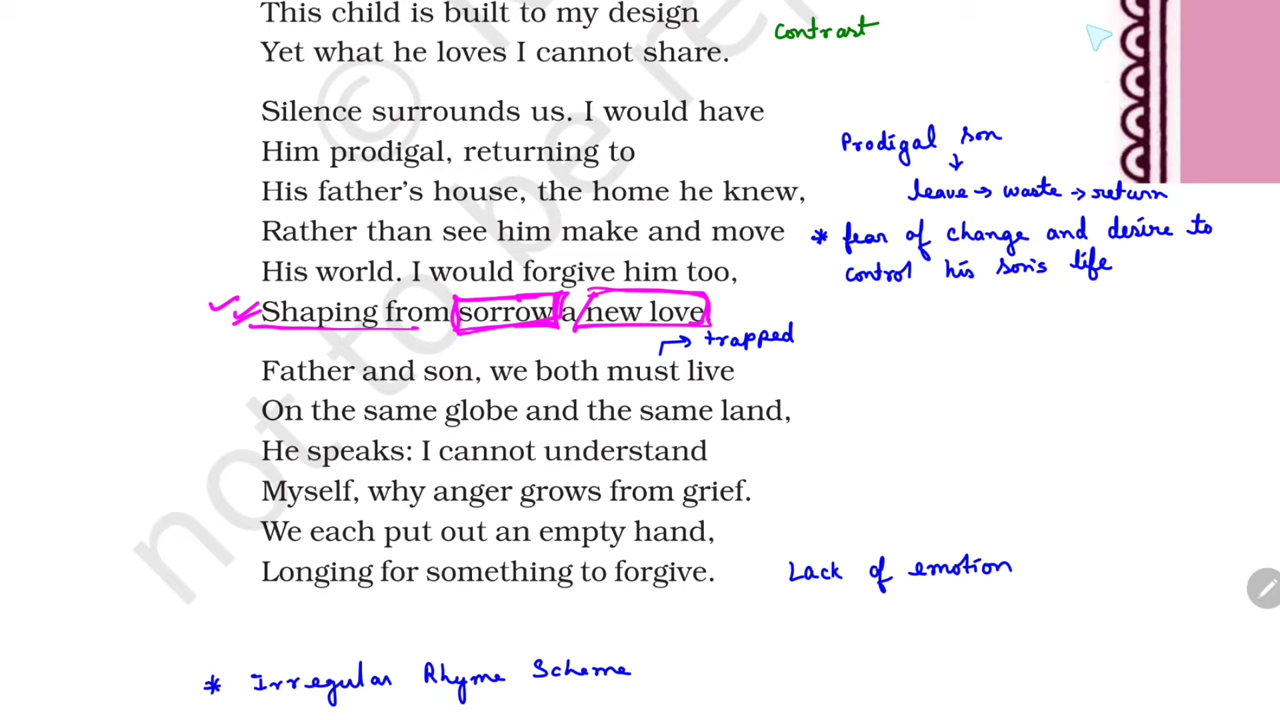 This child is built to my design
Yet what he loves I cannot share.
contrast
Silence surrounds us. I would have
Him prodigal, returning to
His father's house, the home he knew,
Rather than see him make and move
His world. I would forgive him too,
Shaping from sorrow a new love
Prodigal son
leave → waste → return
* fear of change and desire to
control his son's life
→ trapped
Father and son, we both must live
On the same globe and the same land,
He speaks: I cannot understand
Myself, why anger grows from grief.
We each put out an empty hand,
Longing for something to forgive.
Lack of emotion
* Irregular Rhyme Scheme
not to be re